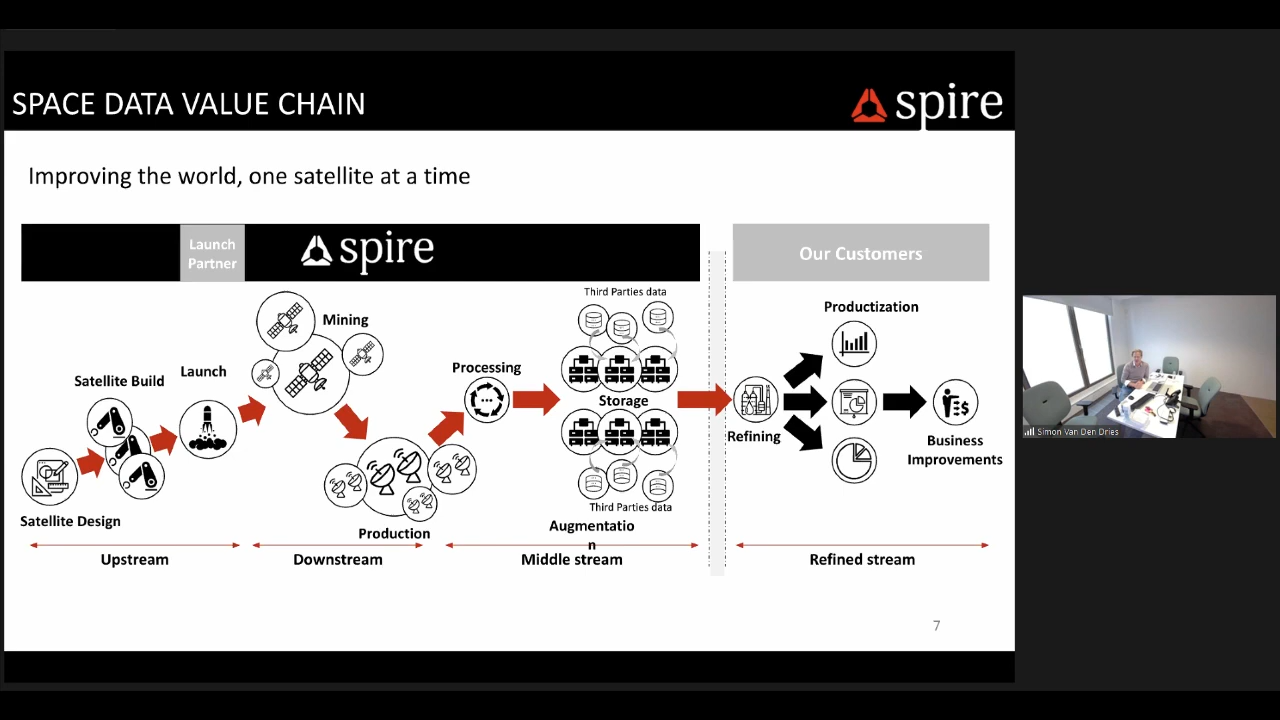 SPACE DATA VALUE CHAIN
spire
Improving the world, one satellite at a time
Launch
Partner
spire
Our Customers
Third Parties data
Productization
Mining
Launch
Processing
Satellite Build
Storage
Refining
Business
Improvements
Satellite Design
Third Parties data
Production
Augmentatio
n
Upstream
Downstream
Middle stream
Refined stream
7
Simon Van Den Dries